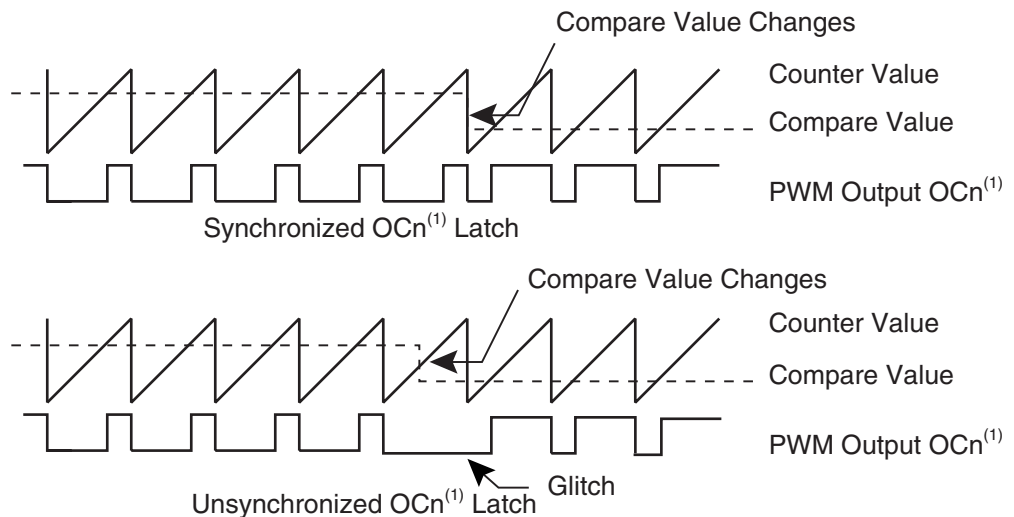 Compare Value Changes
Counter Value
Compare Value
PWM Output OCn(1)
Synchronized OCn(1) Latch
Compare Value Changes
Counter Value
Compare Value
PWM Output OCn(1)
Glitch
Unsynchronized OCn(1) Latch